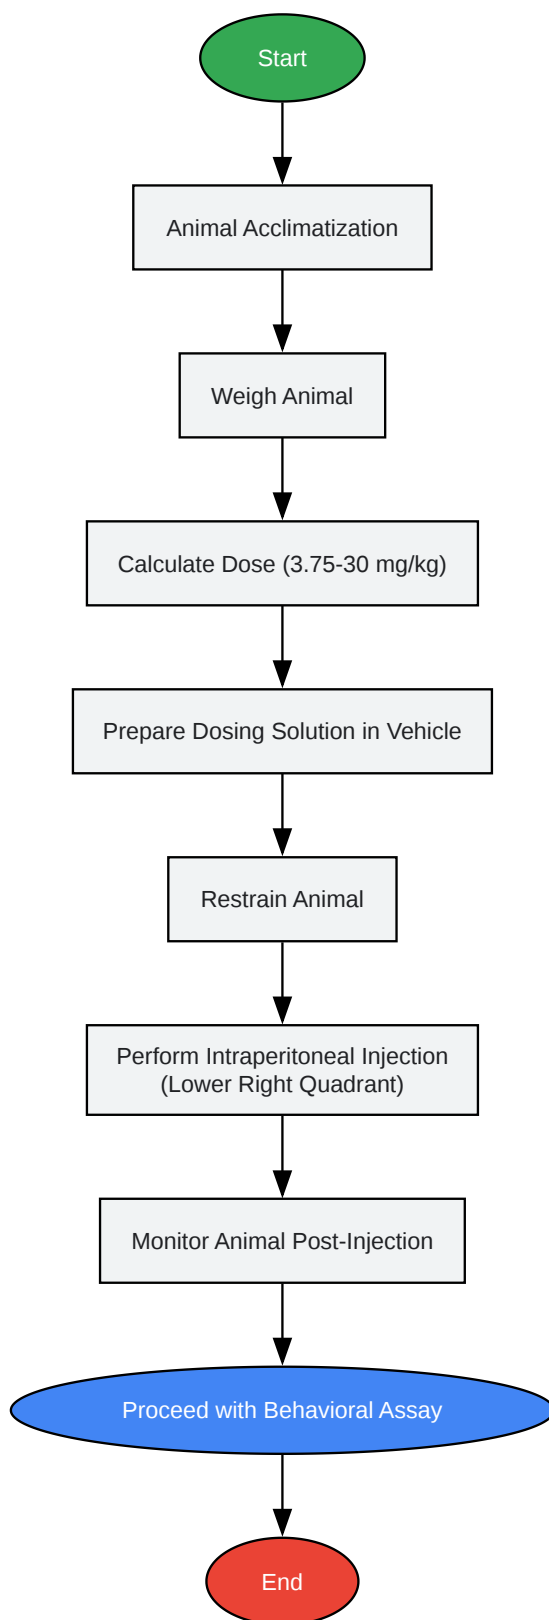 Start
Animal Acclimatization
Weigh Animal
Calculate Dose (3.75-30 mg/kg)
Prepare Dosing Solution in Vehicle
Restrain Animal
Perform Intraperitoneal Injection
(Lower Right Quadrant)
Monitor Animal Post-Injection
Proceed with Behavioral Assay
End